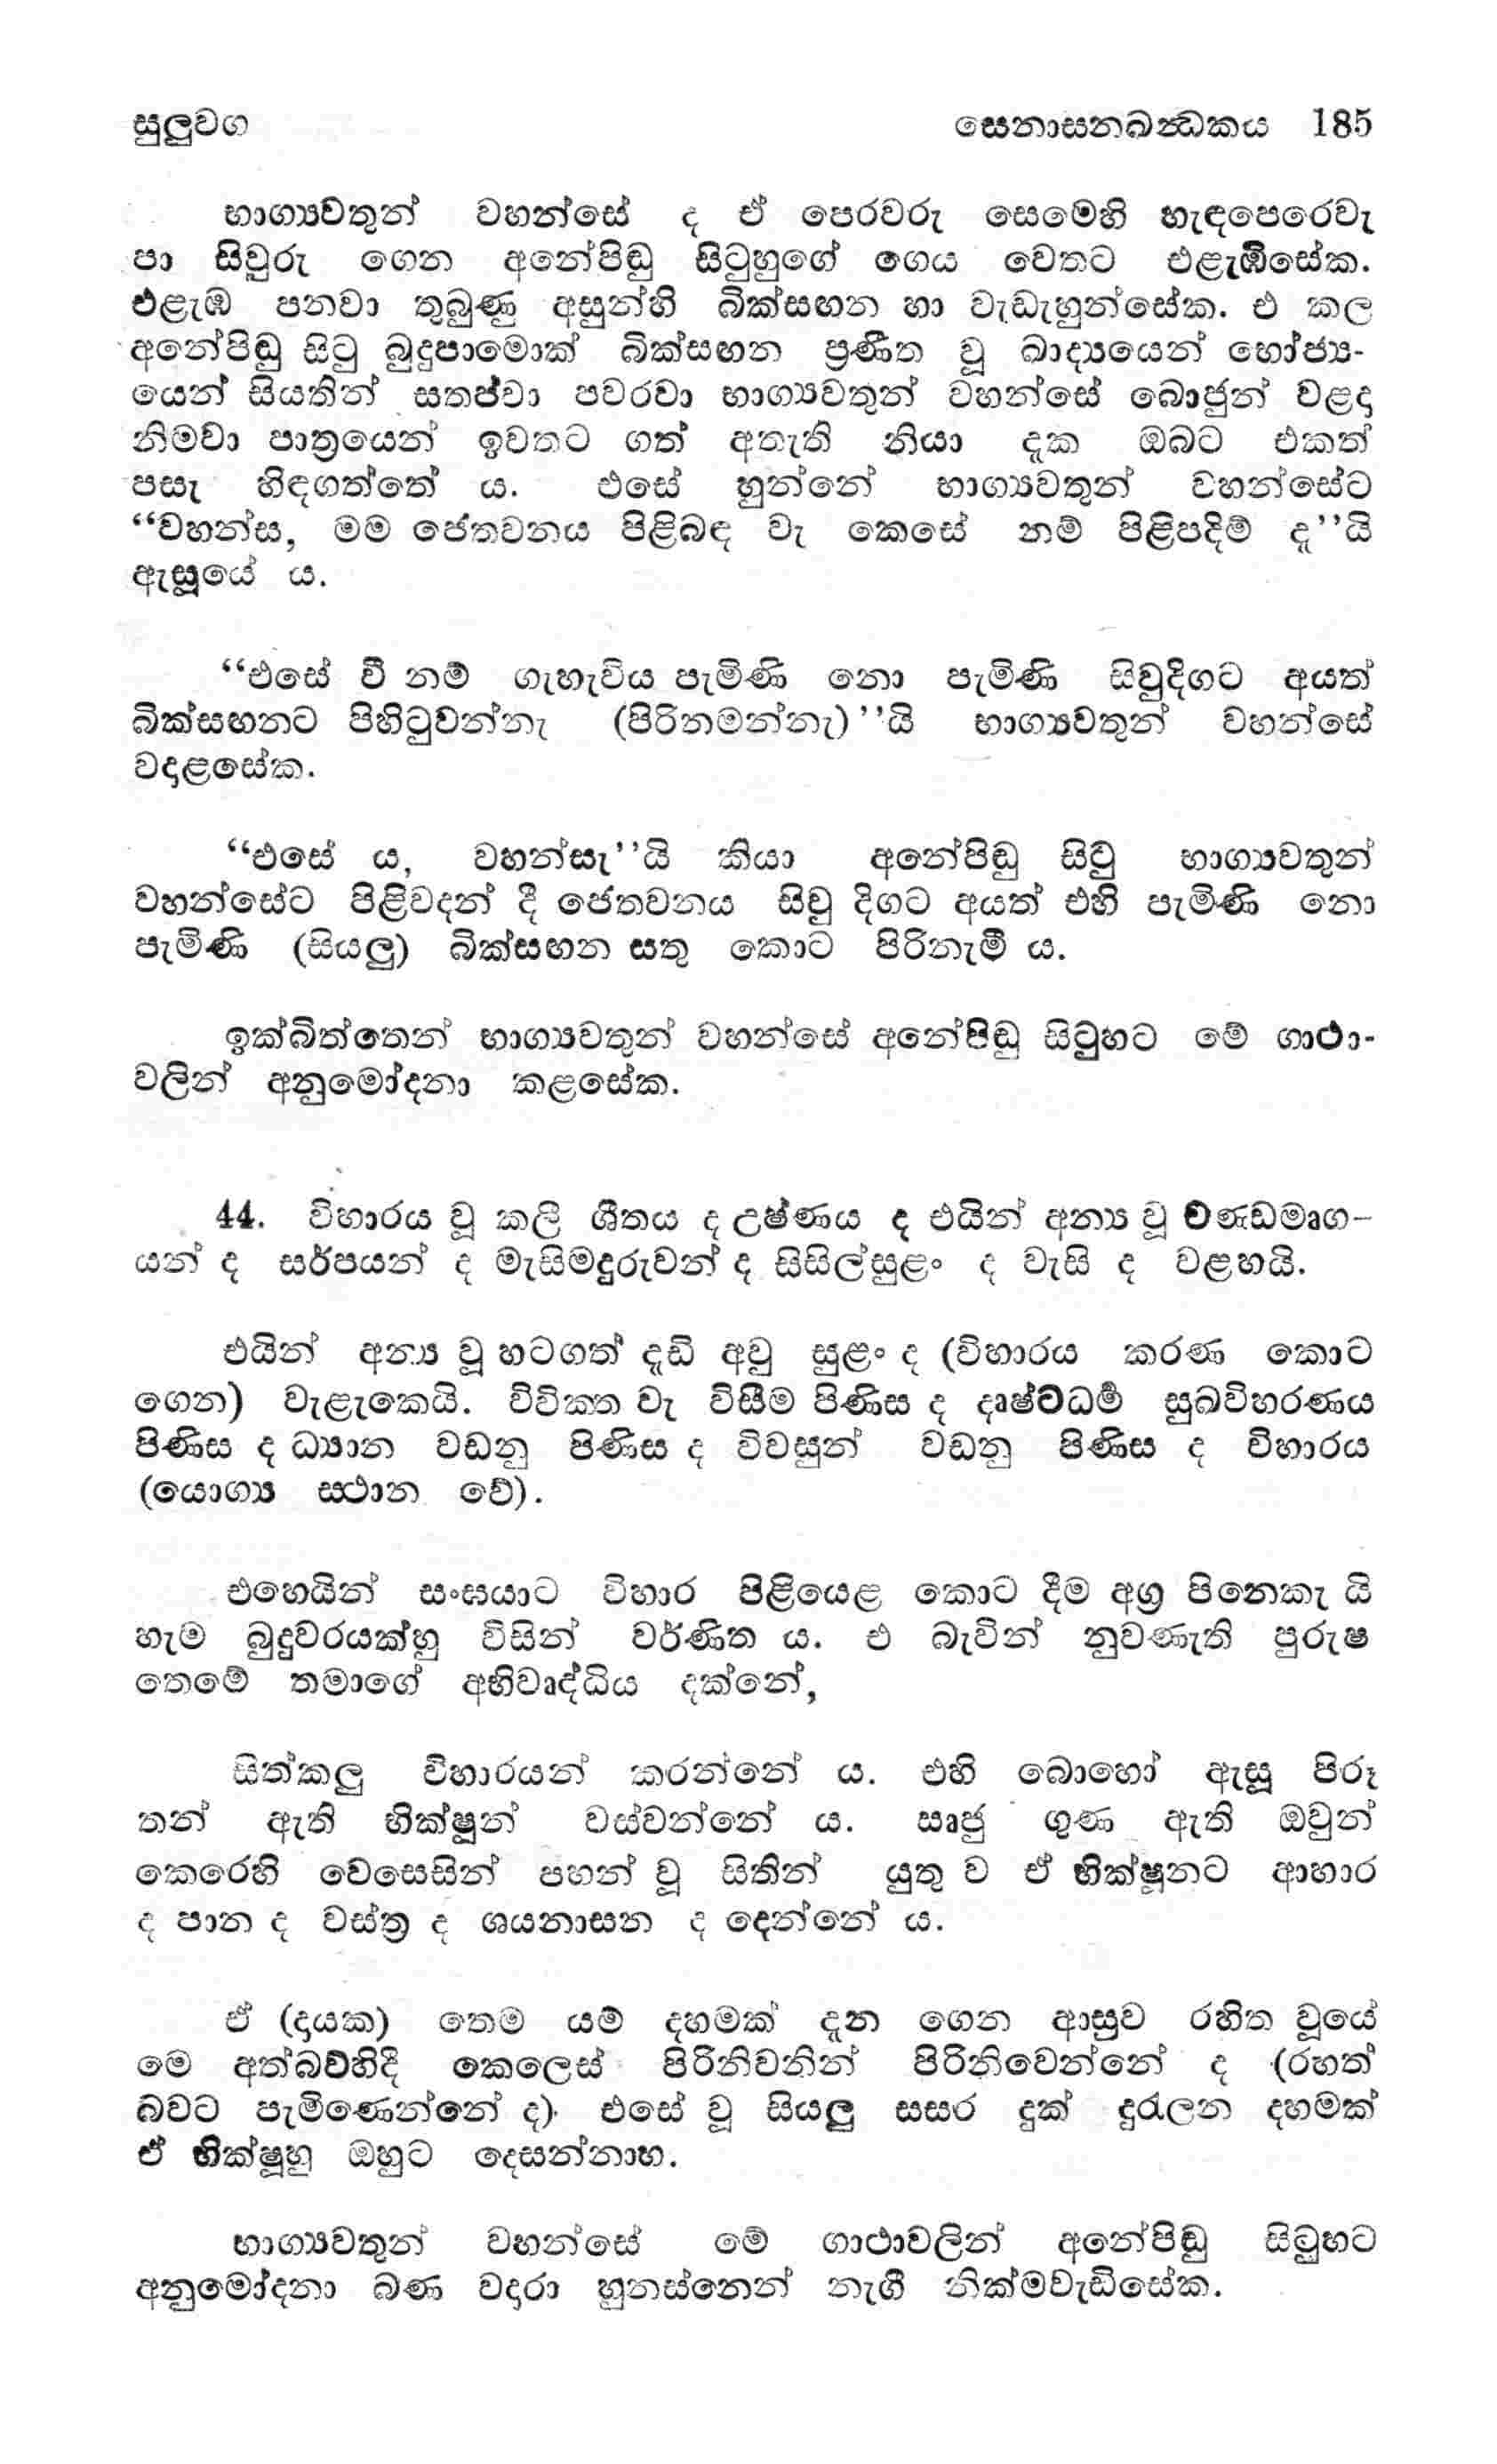 සුලුවග සෙනාසනඛන්‍ධකය 185
භාග්‍යවතුන් වහන්සේ ද ඒ පෙරවරු සෙමෙහි හැඳපෙරෙවැ
පා සිවුරු ගෙන අනේපිඬු සිටුහුගේ ගෙය වෙතට එළැඹිසේක.
එළැඹ පනවා තුබුණු අසුන්හි බික්සඟන හා වැඩැහුන්සේක. එ කල
අනේපිඬු සිටු බුදුපාමොක් බික්සඟන ප්‍රණීත වූ ඛාද්‍යයෙන් භෝජ්‍ය-
යෙන් සියතින් සතප්වා පවරවා භාග්‍යවතුන් වහන්සේ බොජුන් වළඳා
නිමවා පාත්‍රයෙන් ඉවතට ගත් අතැති නියා දැක ඔබට එකත්
පසැ හිඳගත්තේ ය. එසේ හුන්නේ භාග්‍යවතුන් වහන්සේට
“වහන්ස, මම ජේතවනය පිළිබඳ වැ කෙසේ නම් පිළිපදිම් දැ”යි
ඇසූයේ ය.
“එසේ වී නම් ගැහැවිය පැමිණි නො පැමිණි සිවුදිගට අයත්
බික්සඟනට පිහිටුවන්නැ (පිරිනමන්නැ)”යි භාග්‍යවතුන් වහන්සේ
වදාළසේක.
“එසේ ය, වහන්සැ”යි කියා අනේපිඬු සිටු භාග්‍යවතුන්
වහන්සේට පිළිවදන් දී ජේතවනය සිවු දිගට අයත් එහි පැමිණි නො
පැමිණි (සියලු) බික්සඟන සතු කොට පිරිනැමී ය.
ඉක්බිත්තෙන් භාග්‍යවතුන් වහන්සේ අනේපිඬු සිටුහට මේ ගාථා-
වලින් අනුමෝදනා කළසේක.
44. විහාරය වූ කලී ශීතය ද උෂ්ණය ද එයින් අන්‍ය වූ චණ්ඩමෘග-
යන් ද සර්පයන් ද මැසිමදුරුවන් ද සිසිල්සුළං ද වැසි ද වළහයි.
එයින් අන්‍ය වූ හටගත් දැඩි අවු සුළං ද (විහාරය කරණ කොට
ගෙන) වැළැකෙයි. විවික්ත වැ විසීම පිණිස ද දෘෂ්ටධර්‍ම සුඛවිහරණය
පිණිස ද ධ්‍යාන වඩනු පිණිස ද විවසුන් වඩනු පිණිස ද විහාරය
(යොග්‍ය ස්ථාන වේ).
එහෙයින් සංඝයාට විහාර පිළියෙළ කොට දීම අග්‍ර පිනෙකැ යි
හැම බුදුවරයක්හු විසින් වර්ණිත ය. එ බැවින් නුවණැති පුරුෂ
තෙමේ තමාගේ අභිවෘද්ධිය දක්නේ,
සිත්කලු විහාරයන් කරන්නේ ය. එහි බොහෝ ඇසූ පිරූ
තන් ඇති භික්ෂූන් වස්වන්නේ ය. ඍජු ගුණ ඇති ඔවුන්
කෙරෙහි වෙසෙසින් පහන් වූ සිතින් යුතු ව ඒ භික්ෂූනට ආහාර
ද පාන ද වස්ත්‍ර ද ශයනාසන ද දෙන්නේ ය.
ඒ (දායක) තෙම යම් දහමක් දැන ගෙන ආසුව රහිත වූයේ
මෙ අත්බව්හිදී කෙලෙස් පිරිනිවනින් පිරිනිවෙන්නේ ද (රහත්
බවට පැමිණෙන්නේ ද) එසේ වූ සියලු සසර දුක් දුරලන දහමක්
ඒ භික්ෂූහු ඔහුට දෙසන්නාහ.
භාග්‍යවතුන් වහන්සේ මේ ගාථාවලින් අනේපිඬු සිටුහට
අනුමෝදනා බණ වදාරා හුනස්නෙන් නැගී නික්මවැඩිසේක.